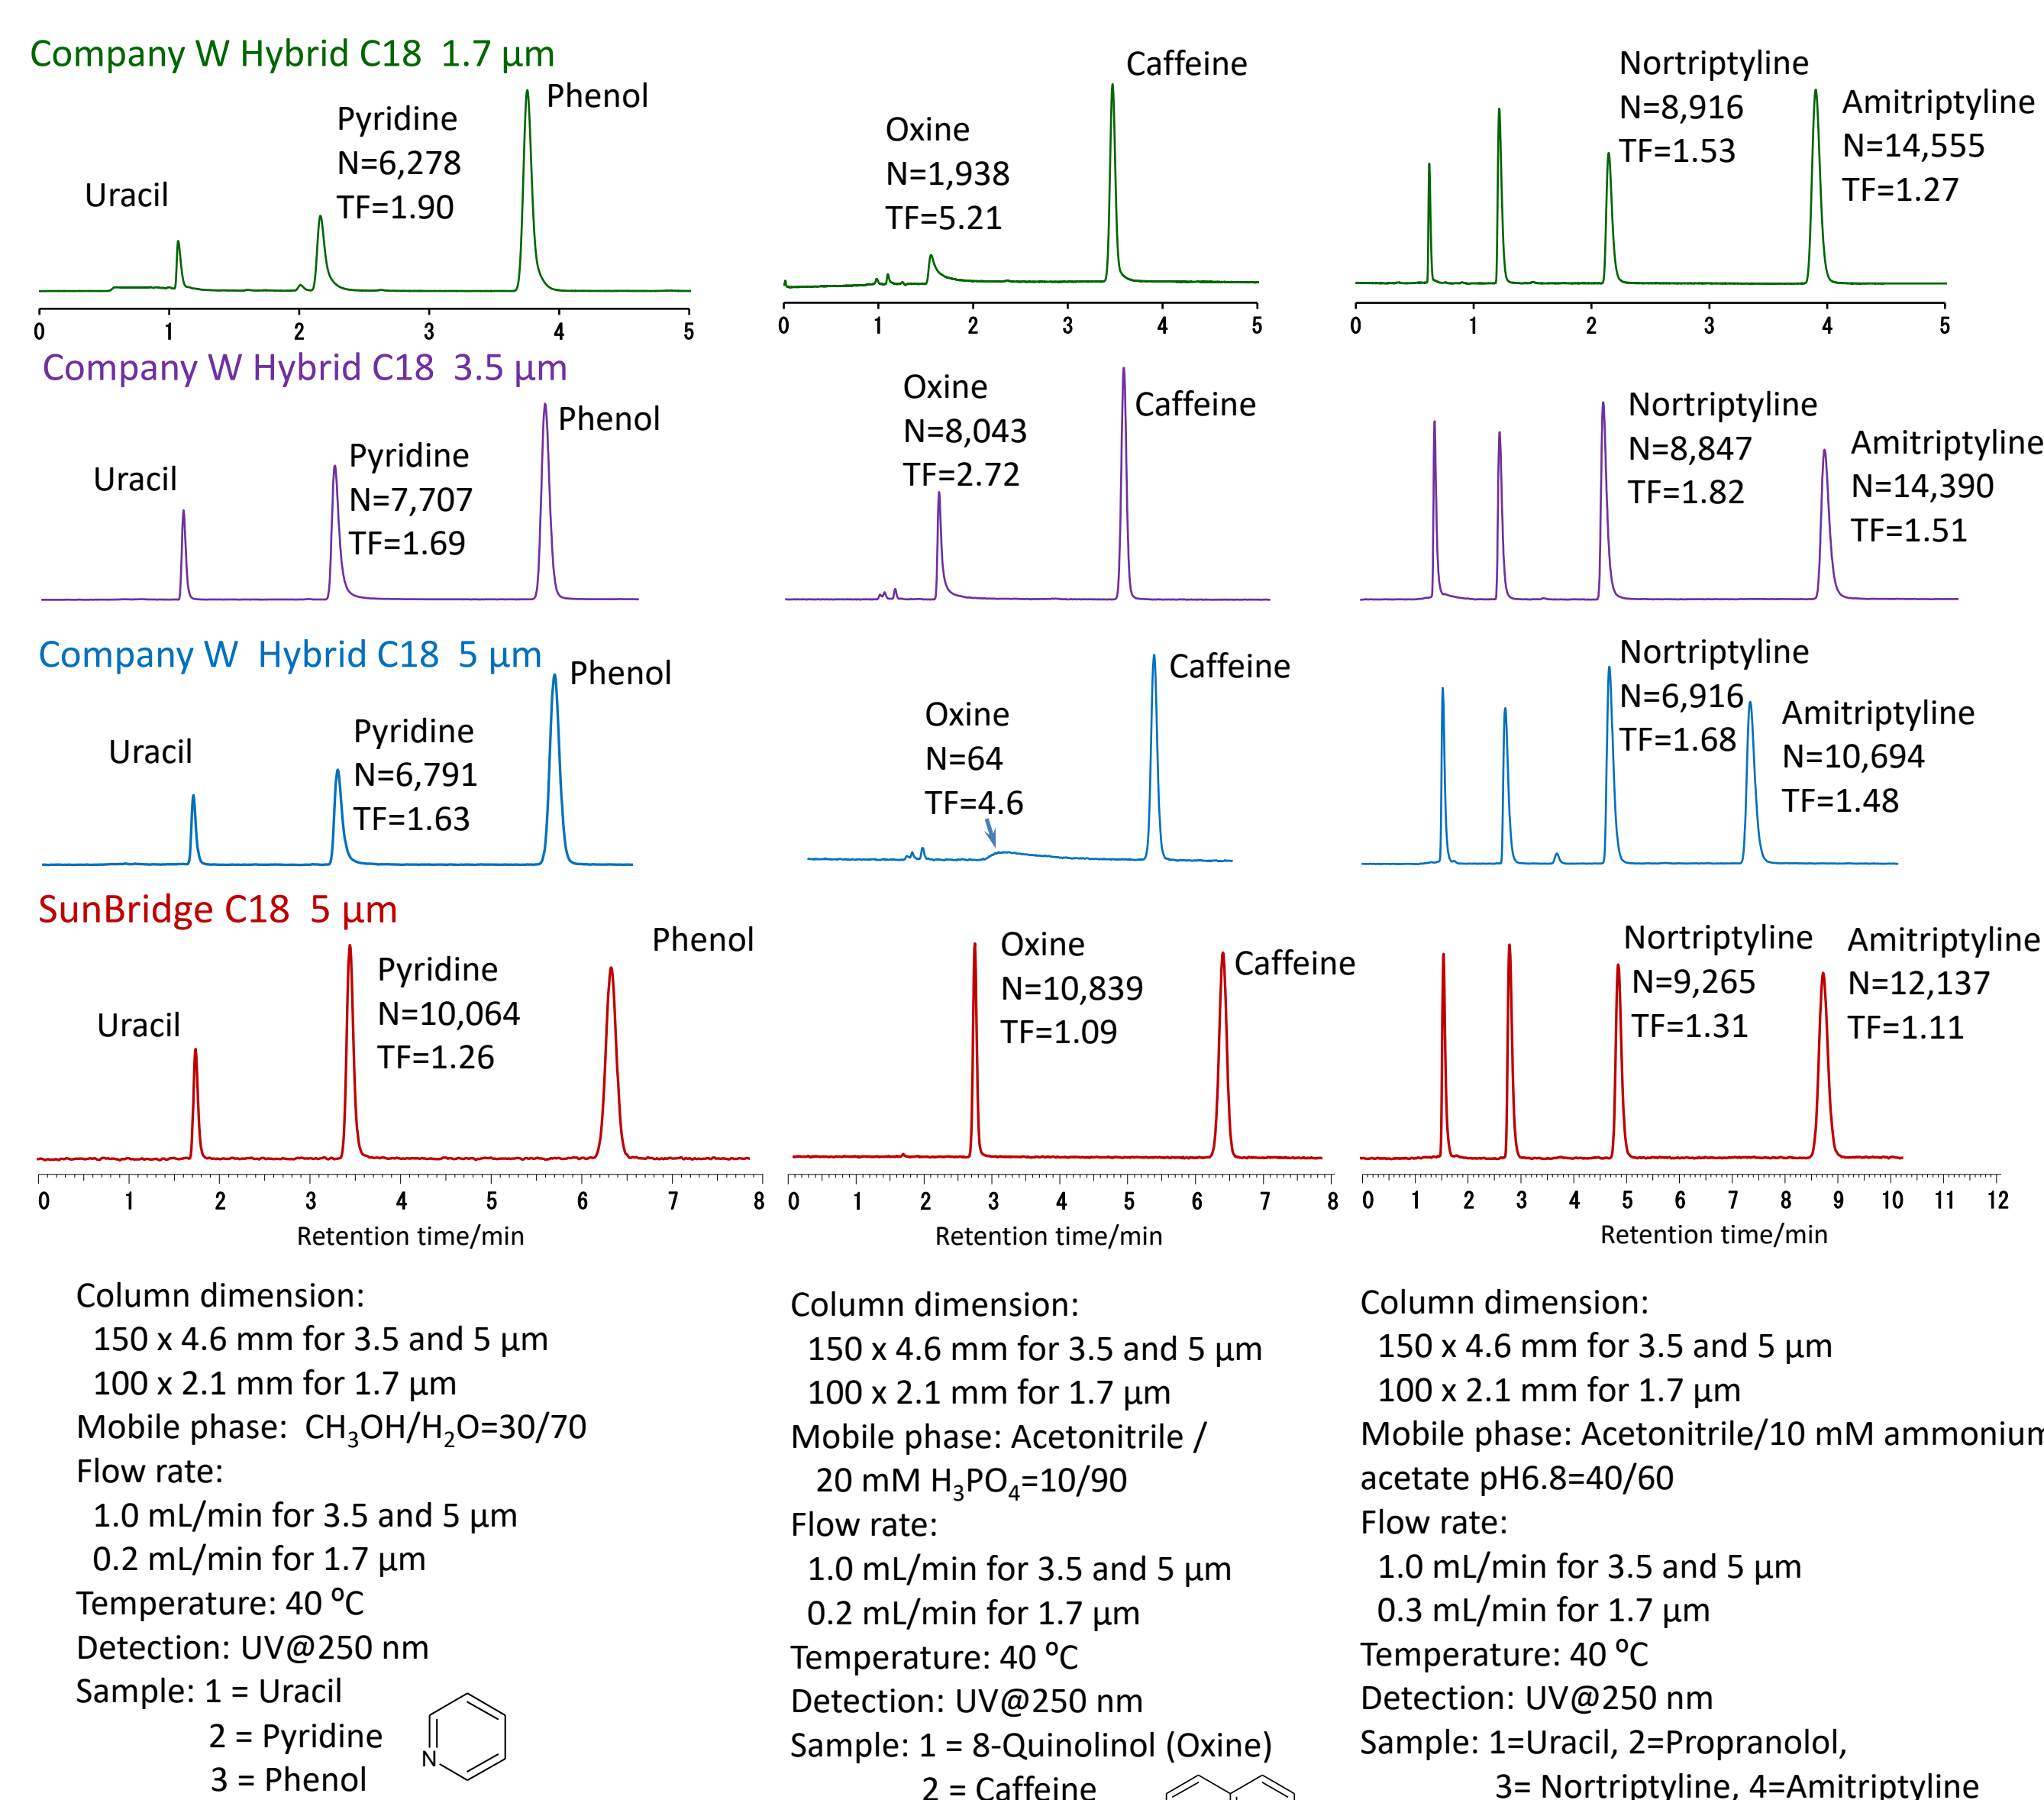 Company W Hybrid C18 1.7 µm
Uracil
Pyridine
N=6,278
TF=1.90
Phenol
Oxine
N=1,938
TF=5.21
Caffeine
Nortriptyline
N=8,916
TF=1.53
Amitriptyline
N=14,555
TF=1.27
0 1 2 3 4 5
0 1 2 3 4 5
0 1 2 3 4 5
Company W Hybrid C18 3.5 µm
Uracil
Pyridine
N=7,707
TF=1.69
Phenol
Oxine
N=8,043
TF=2.72
Caffeine
Nortriptyline
N=8,847
TF=1.82
Amitriptyline
N=14,390
TF=1.51
Company W Hybrid C18 5 µm
Uracil
Pyridine
N=6,791
TF=1.63
Phenol
Oxine
N=64
TF=4.6
Caffeine
Nortriptyline
N=6,916
TF=1.68
Amitriptyline
N=10,694
TF=1.48
SunBridge C18 5 µm
Uracil
Pyridine
N=10,064
TF=1.26
Phenol
Oxine
N=10,839
TF=1.09
Caffeine
Nortriptyline
N=9,265
TF=1.31
Amitriptyline
N=12,137
TF=1.11
0 1 2 3 4 5 6 7 8
Retention time/min
0 1 2 3 4 5 6 7 8
Retention time/min
0 1 2 3 4 5 6 7 8 9 10 11 12
Retention time/min
Column dimension:
150 x 4.6 mm for 3.5 and 5 µm
100 x 2.1 mm for 1.7 µm
Mobile phase: CH₃OH/H₂O=30/70
Flow rate:
1.0 mL/min for 3.5 and 5 µm
0.2 mL/min for 1.7 µm
Temperature: 40 ºC
Detection: UV@250 nm
Sample: 1 = Uracil
2 = Pyridine
3 = Phenol
N
Column dimension:
150 x 4.6 mm for 3.5 and 5 µm
100 x 2.1 mm for 1.7 µm
Mobile phase: Acetonitrile /
20 mM H₃PO₄=10/90
Flow rate:
1.0 mL/min for 3.5 and 5 µm
0.2 mL/min for 1.7 µm
Temperature: 40 ºC
Detection: UV@250 nm
Sample: 1 = 8-Quinolinol (Oxine)
2 = Caffeine
Column dimension:
150 x 4.6 mm for 3.5 and 5 µm
100 x 2.1 mm for 1.7 µm
Mobile phase: Acetonitrile/10 mM ammonium
acetate pH6.8=40/60
Flow rate:
1.0 mL/min for 3.5 and 5 µm
0.3 mL/min for 1.7 µm
Temperature: 40 ºC
Detection: UV@250 nm
Sample: 1=Uracil, 2=Propranolol,
3= Nortriptyline, 4=Amitriptyline